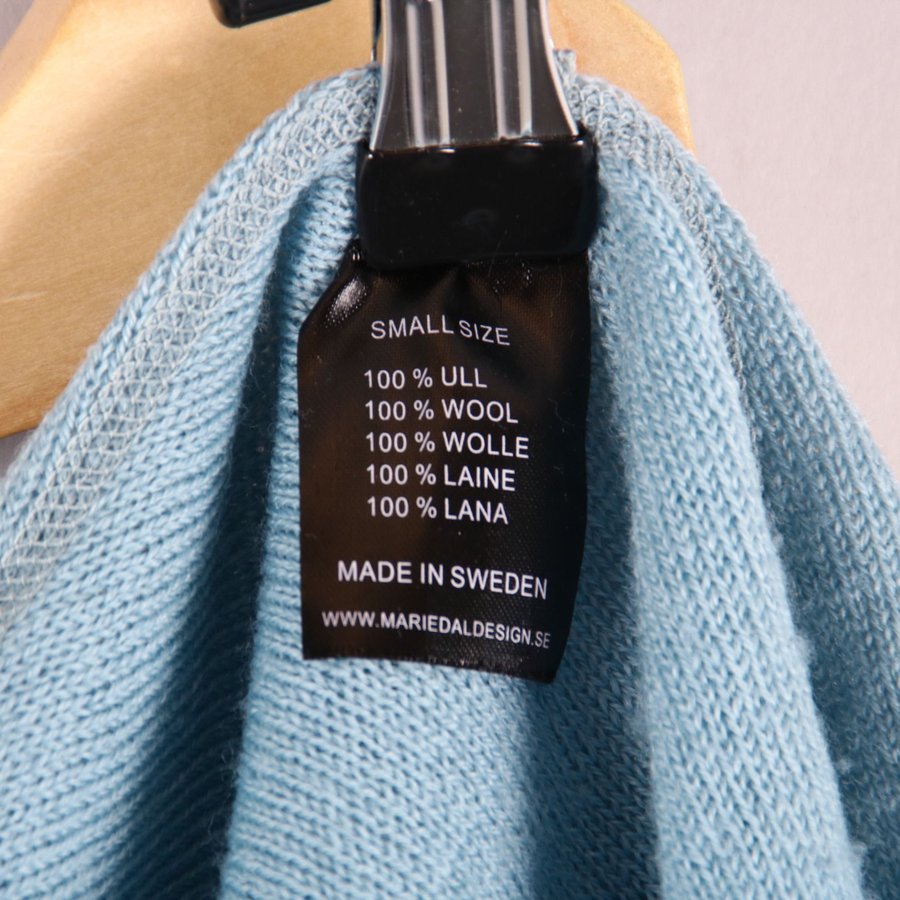 SMALL SIZE
100 % ULL
100 % WOOL
100 % WOLLE
100 % LAINE
100 % LANA
MADE IN SWEDEN
WWW.MARIEDALDESIGN.SE